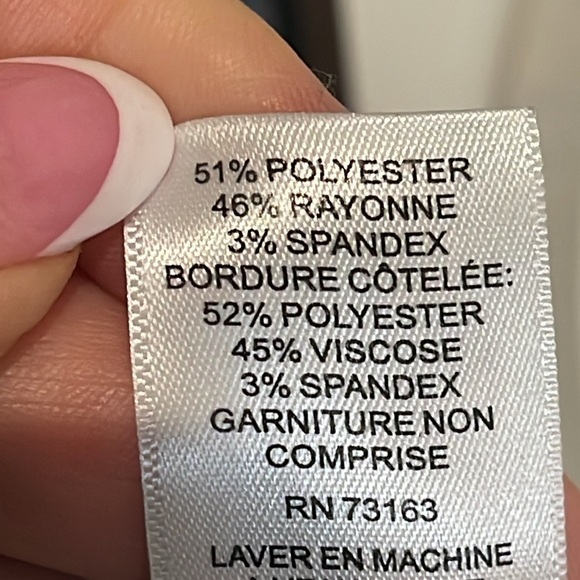 51% POLYESTER
46% RAYONNE
3% SPANDEX
BORDURE CÔTELÉE:
52% POLYESTER
45% VISCOSE
3% SPANDEX
GARNITURE NON
COMPRISE
RN 73163
LAVER EN MACHINE